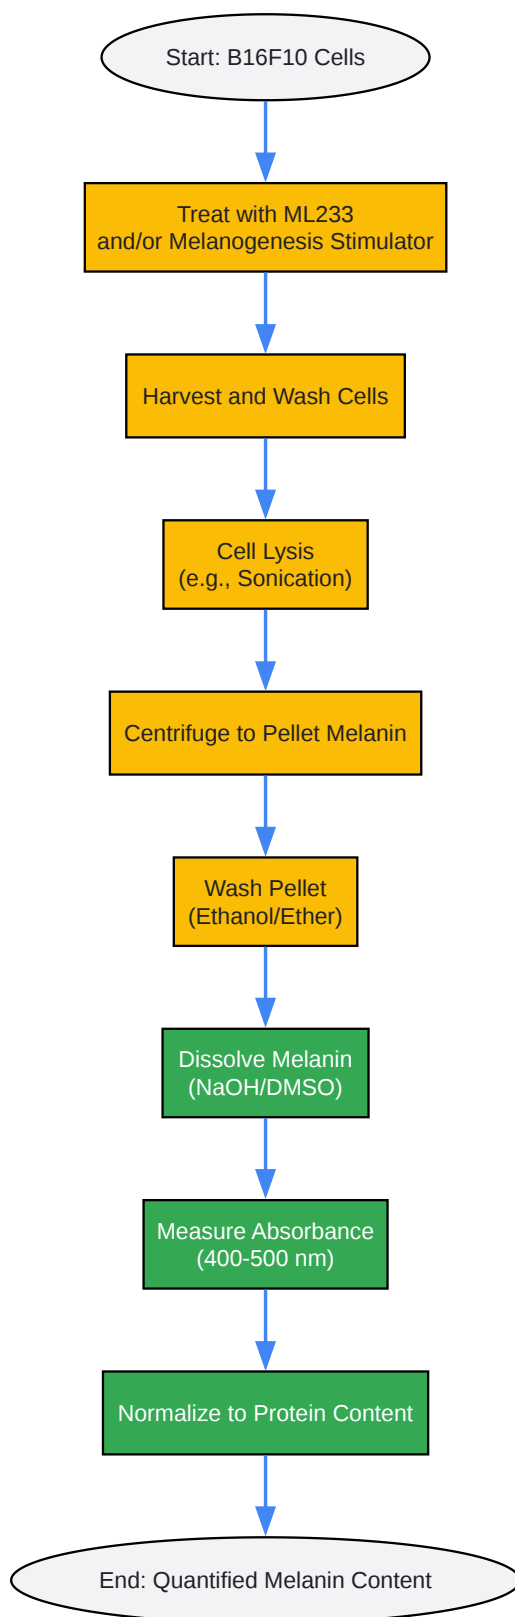 Start: B16F10 Cells
Treat with ML233
and/or Melanogenesis Stimulator
Harvest and Wash Cells
Cell Lysis
(e.g., Sonication)
Centrifuge to Pellet Melanin
Wash Pellet
(Ethanol/Ether)
Dissolve Melanin
(NaOH/DMSO)
Measure Absorbance
(400-500 nm)
Normalize to Protein Content
End: Quantified Melanin Content